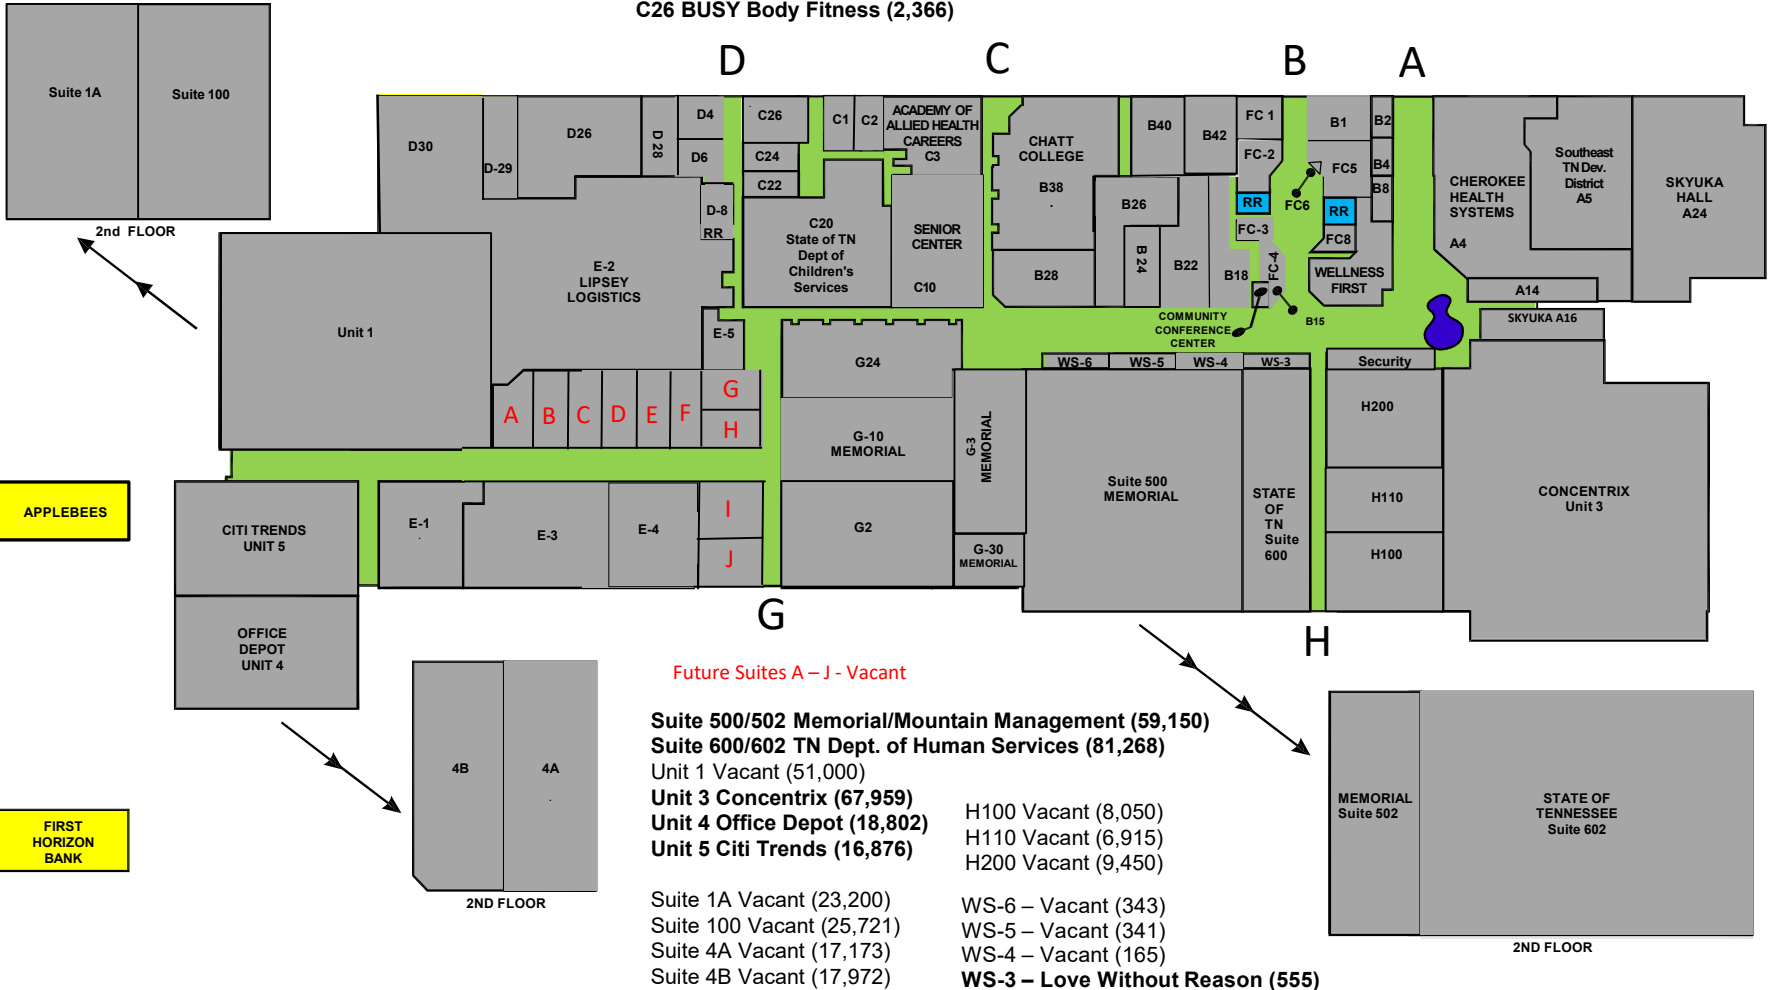 C26 BUSY Body Fitness (2,366)
D
C
B
A
Suite 1A
Suite 100
2nd FLOOR
D30
D-29
D26
D 28
D4
D6
D-8
RR
C26
C24
C22
C1
C2
ACADEMY OF
ALLIED HEALTH
CAREERS
C3
C20
State of TN
Dept of
Children's
Services
SENIOR
CENTER
C10
CHATT
COLLEGE
B38
B28
B40
B42
B26
B 24
B22
B18
FC 1
FC-2
RR
FC-3
FC-4
FC6
B1
FC5
RR
FC8
WELLNESS
FIRST
B2
B4
B8
B15
COMMUNITY
CONFERENCE
CENTER
CHEROKEE
HEALTH
SYSTEMS
A4
Southeast
TN Dev.
District
A5
SKYUKA
HALL
A24
A14
SKYUKA A16
Unit 1
E-2
LIPSEY
LOGISTICS
E-5
A
B
C
D
E
F
G
H
G24
G-10
MEMORIAL
G-3
MEMORIAL
WS-6
WS-5
WS-4
WS-3
Security
H200
H110
H100
CONCENTRIX
Unit 3
Suite 500
MEMORIAL
STATE
OF
TN
Suite
600
APPLEBEES
CITI TRENDS
UNIT 5
E-1
E-3
E-4
I
J
G2
G-30
MEMORIAL
G
H
OFFICE
DEPOT
UNIT 4
4B
4A
2ND FLOOR
FIRST
HORIZON
BANK
Future Suites A – J - Vacant
Suite 500/502 Memorial/Mountain Management (59,150)
Suite 600/602 TN Dept. of Human Services (81,268)
Unit 1 Vacant (51,000)
Unit 3 Concentrix (67,959)
Unit 4 Office Depot (18,802)
Unit 5 Citi Trends (16,876)
H100 Vacant (8,050)
H110 Vacant (6,915)
H200 Vacant (9,450)
Suite 1A Vacant (23,200)
Suite 100 Vacant (25,721)
Suite 4A Vacant (17,173)
Suite 4B Vacant (17,972)
WS-6 – Vacant (343)
WS-5 – Vacant (341)
WS-4 – Vacant (165)
WS-3 – Love Without Reason (555)
MEMORIAL
Suite 502
STATE OF
TENNESSEE
Suite 602
2ND FLOOR